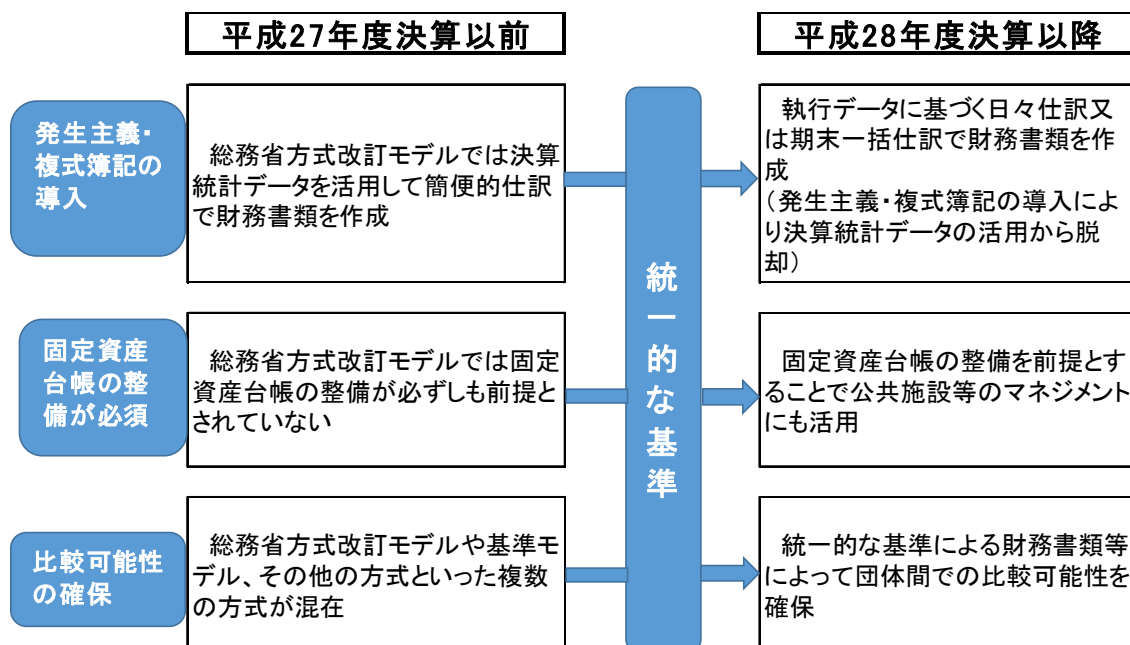 平成27年度決算以前
平成28年度決算以降
発生主義・
複式簿記の
導入
総務省方式改訂モデルでは決算
統計データを活用して簡便的仕訳
で財務書類を作成
執行データに基づく日々仕訳又
は期末一括仕訳で財務書類を作
成
(発生主義・複式簿記の導入によ
り決算統計データの活用から脱
却)
統一的な基準
固定資産
台帳の整
備が必須
総務省方式改訂モデルでは固定
資産台帳の整備が必ずしも前提と
されていない
固定資産台帳の整備を前提とす
ることで公共施設等のマネジメント
にも活用
比較可能性
の確保
総務省方式改訂モデルや基準モ
デル、その他の方式といった複数
の方式が混在
統一的な基準による財務書類等
によって団体間での比較可能性を
確保